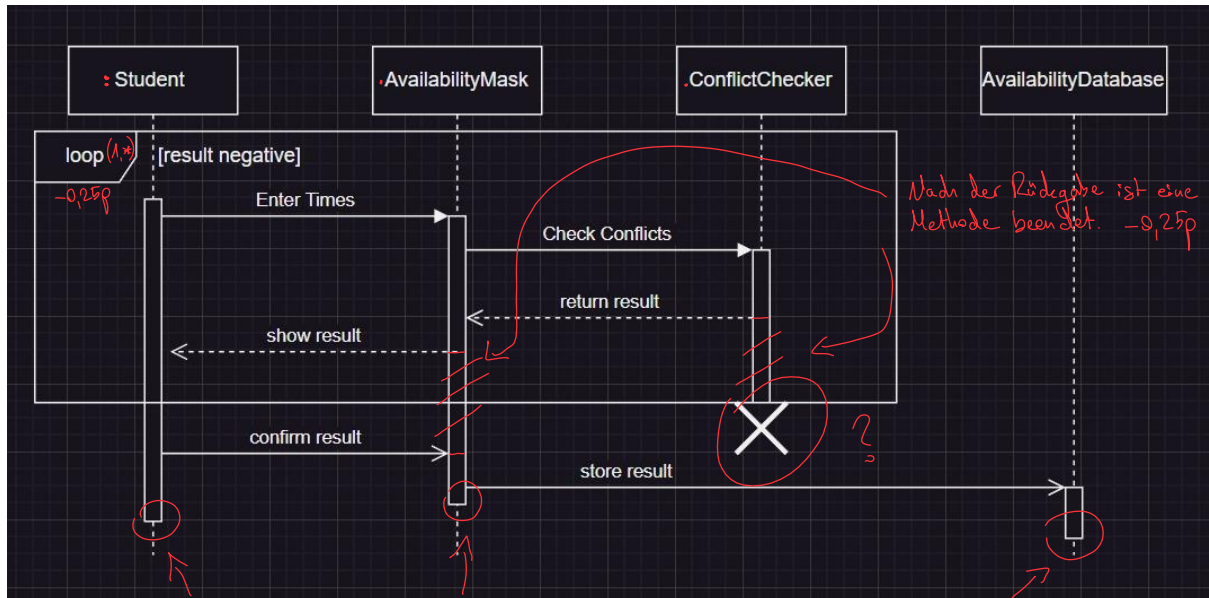 : Student
.AvailabilityMask
.ConflictChecker
AvailabilityDatabase
loop (1,*) [result negative]
-0,25p
Enter Times
Nach der Rückgabe ist eine
Methode beendet. -0,25p
Check Conflicts
return result
show result
confirm result
?
store result